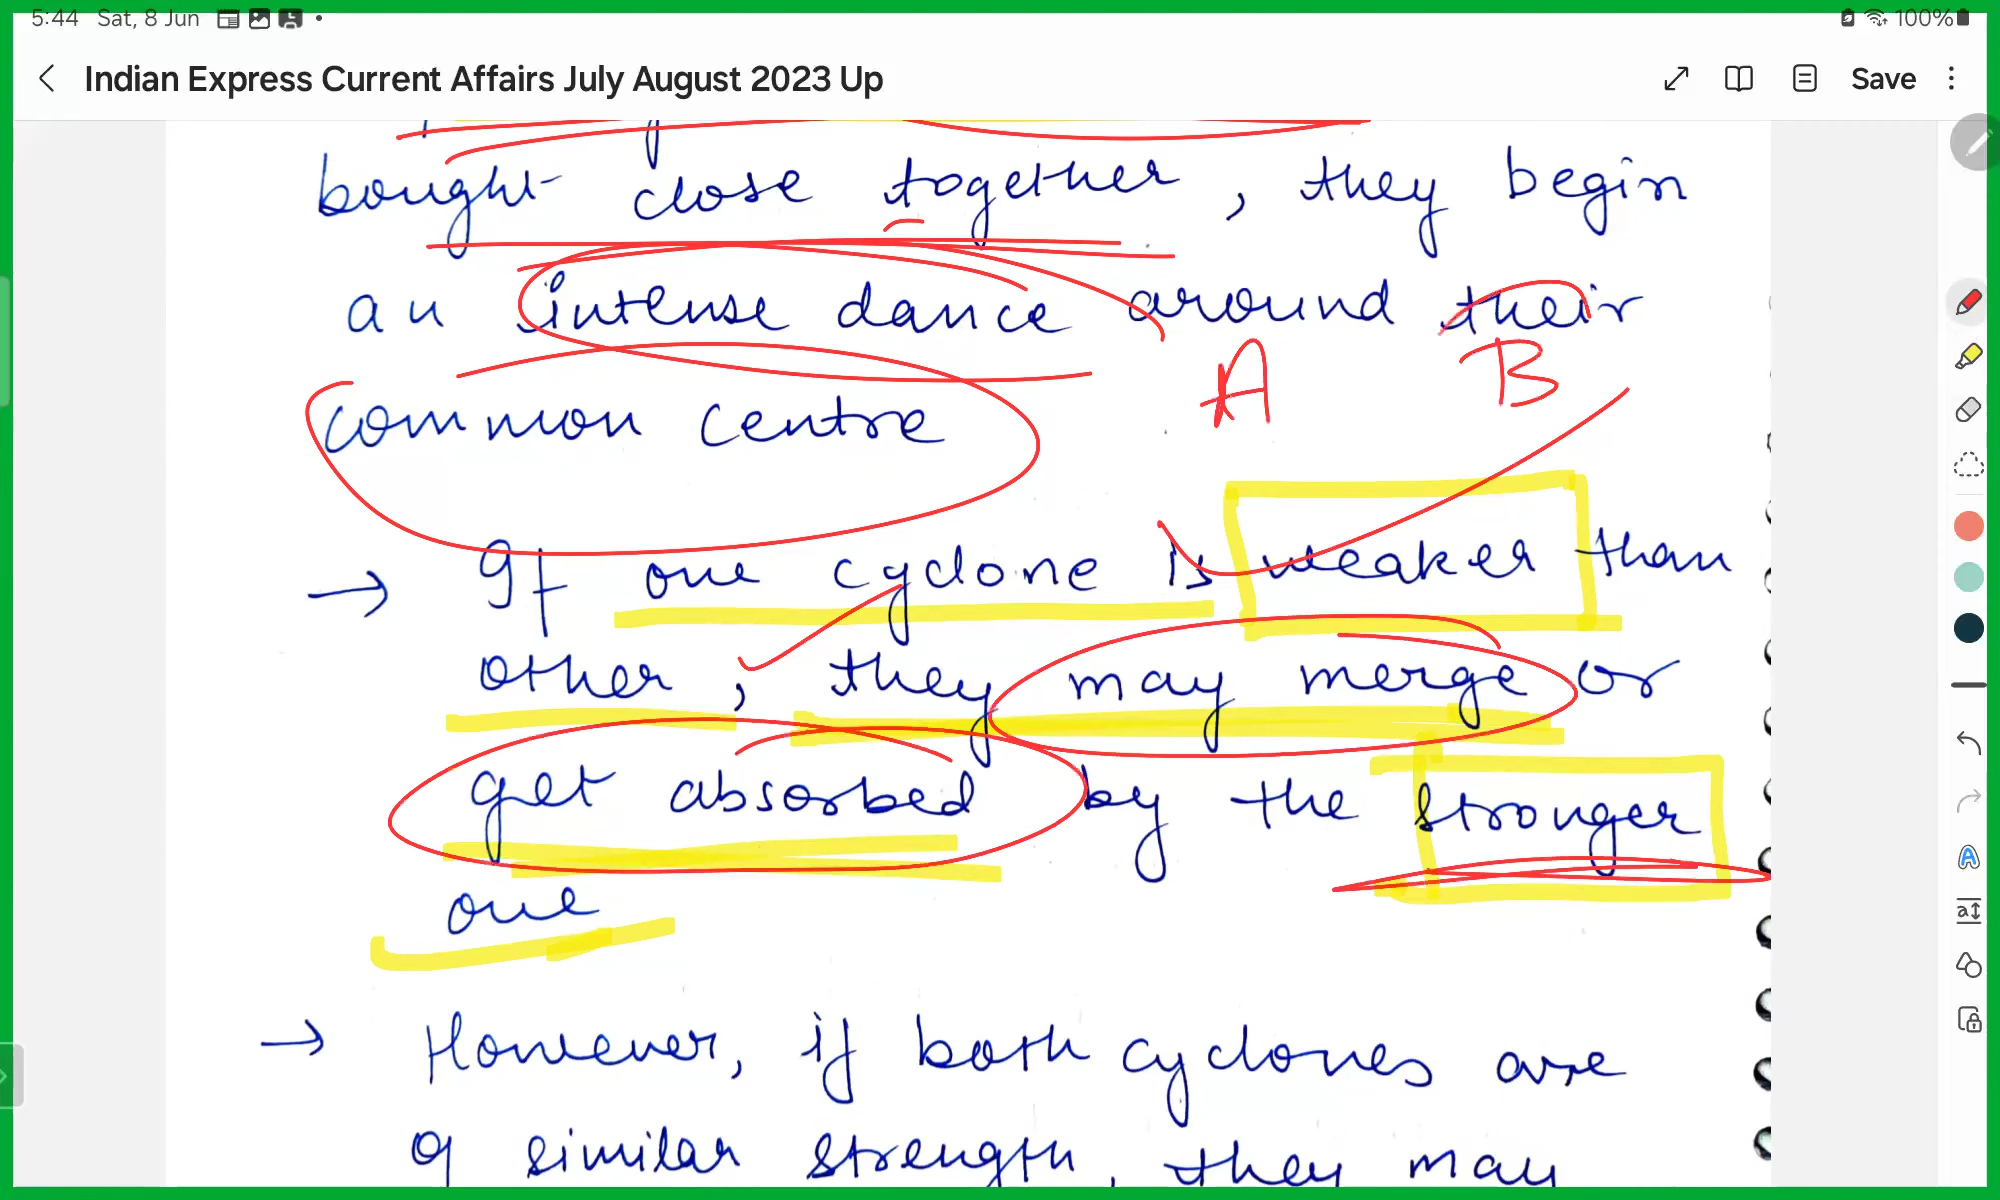 5:44 Sat, 8 Jun 100%
Indian Express Current Affairs July August 2023 Up Save
bought close together, they begin
an intense dance around their
A B
common centre
→ If one cyclone is weaker than
other, they may merge or
get absorbed by the stronger
one
→ However, if both cyclones are
of similar strength, they may